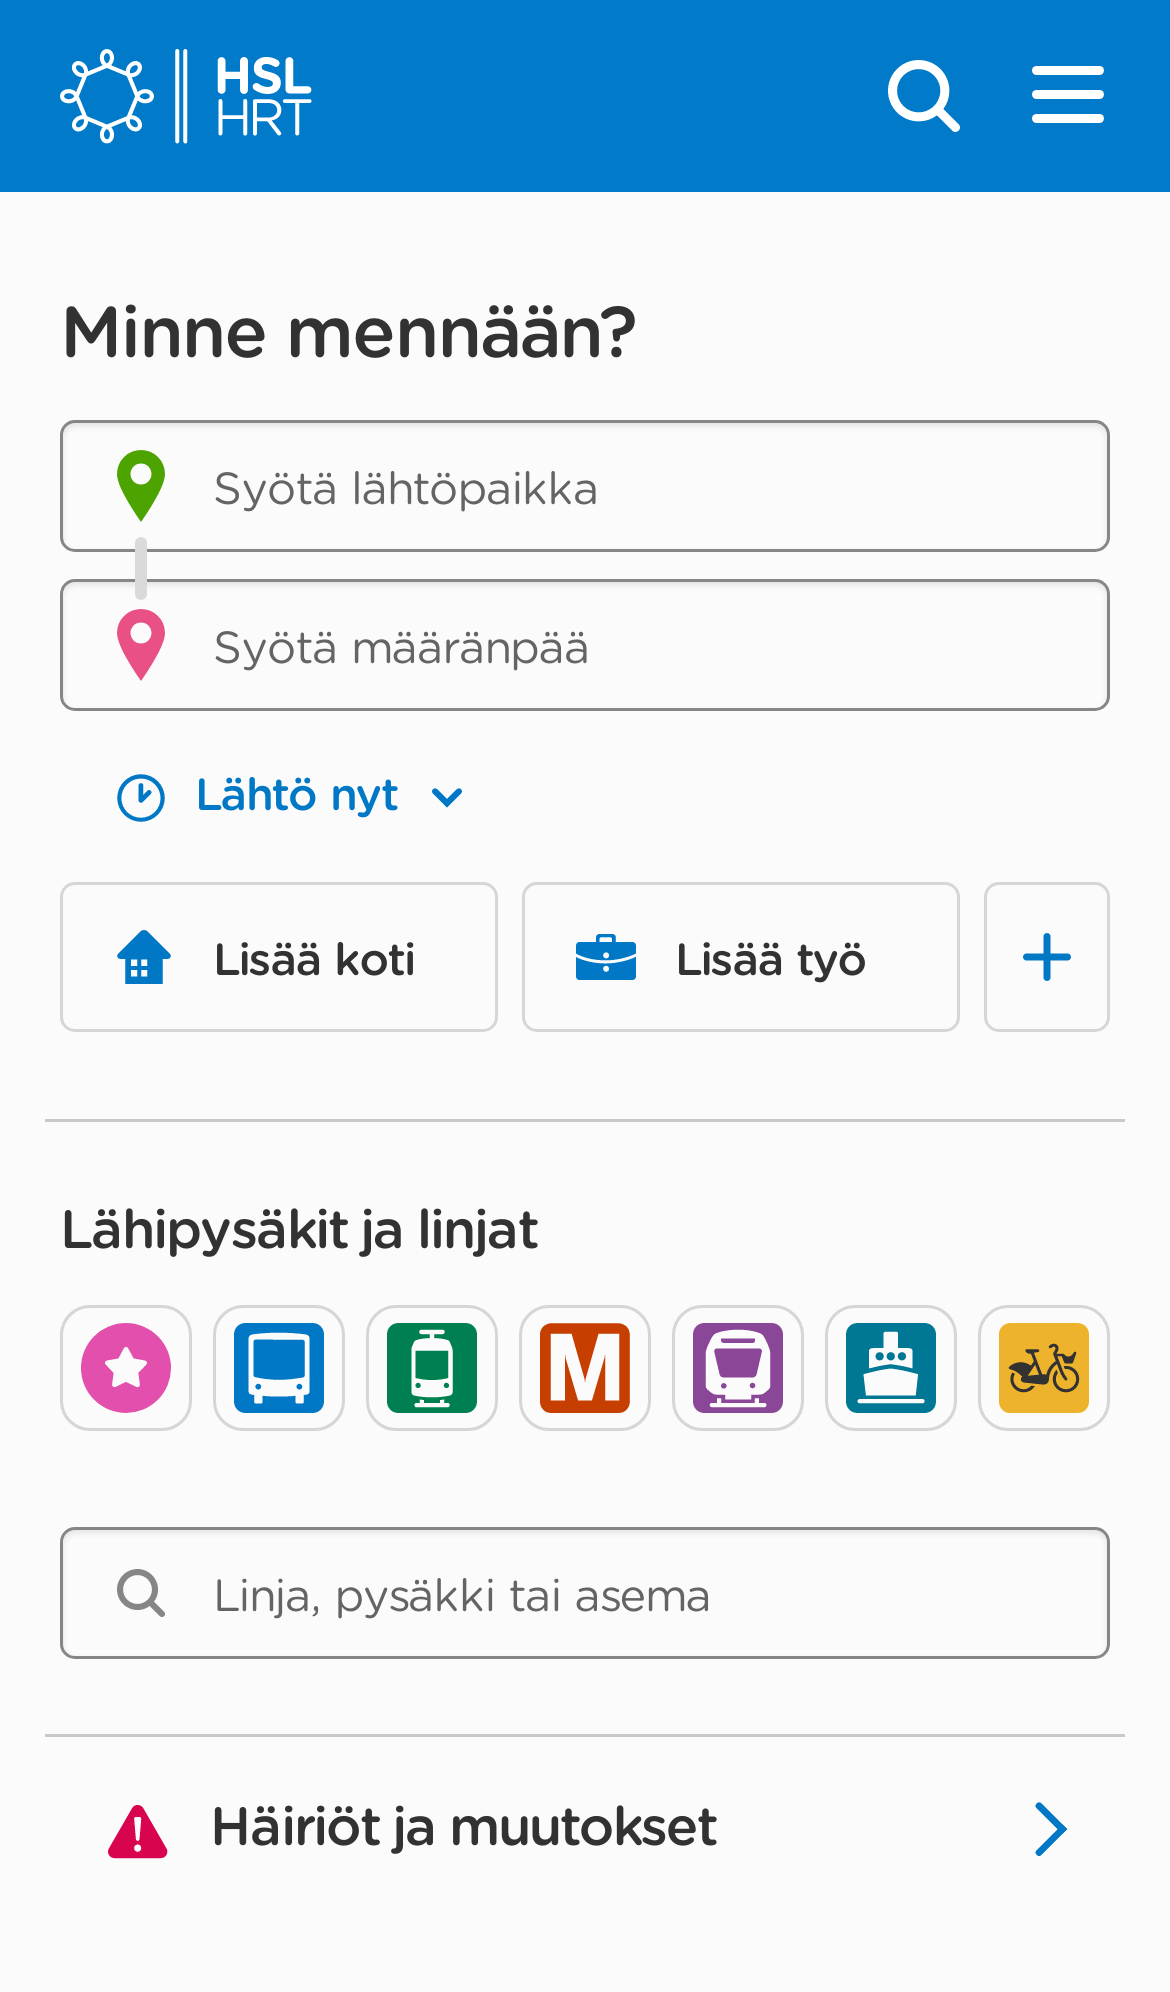 HSL
HRT
Minne mennään?
Syötä lähtöpaikka
Syötä määränpää
Lähtö nyt
Lisää koti
Lisää työ
Lähipysäkit ja linjat
M
Linja, pysäkki tai asema
Häiriöt ja muutokset